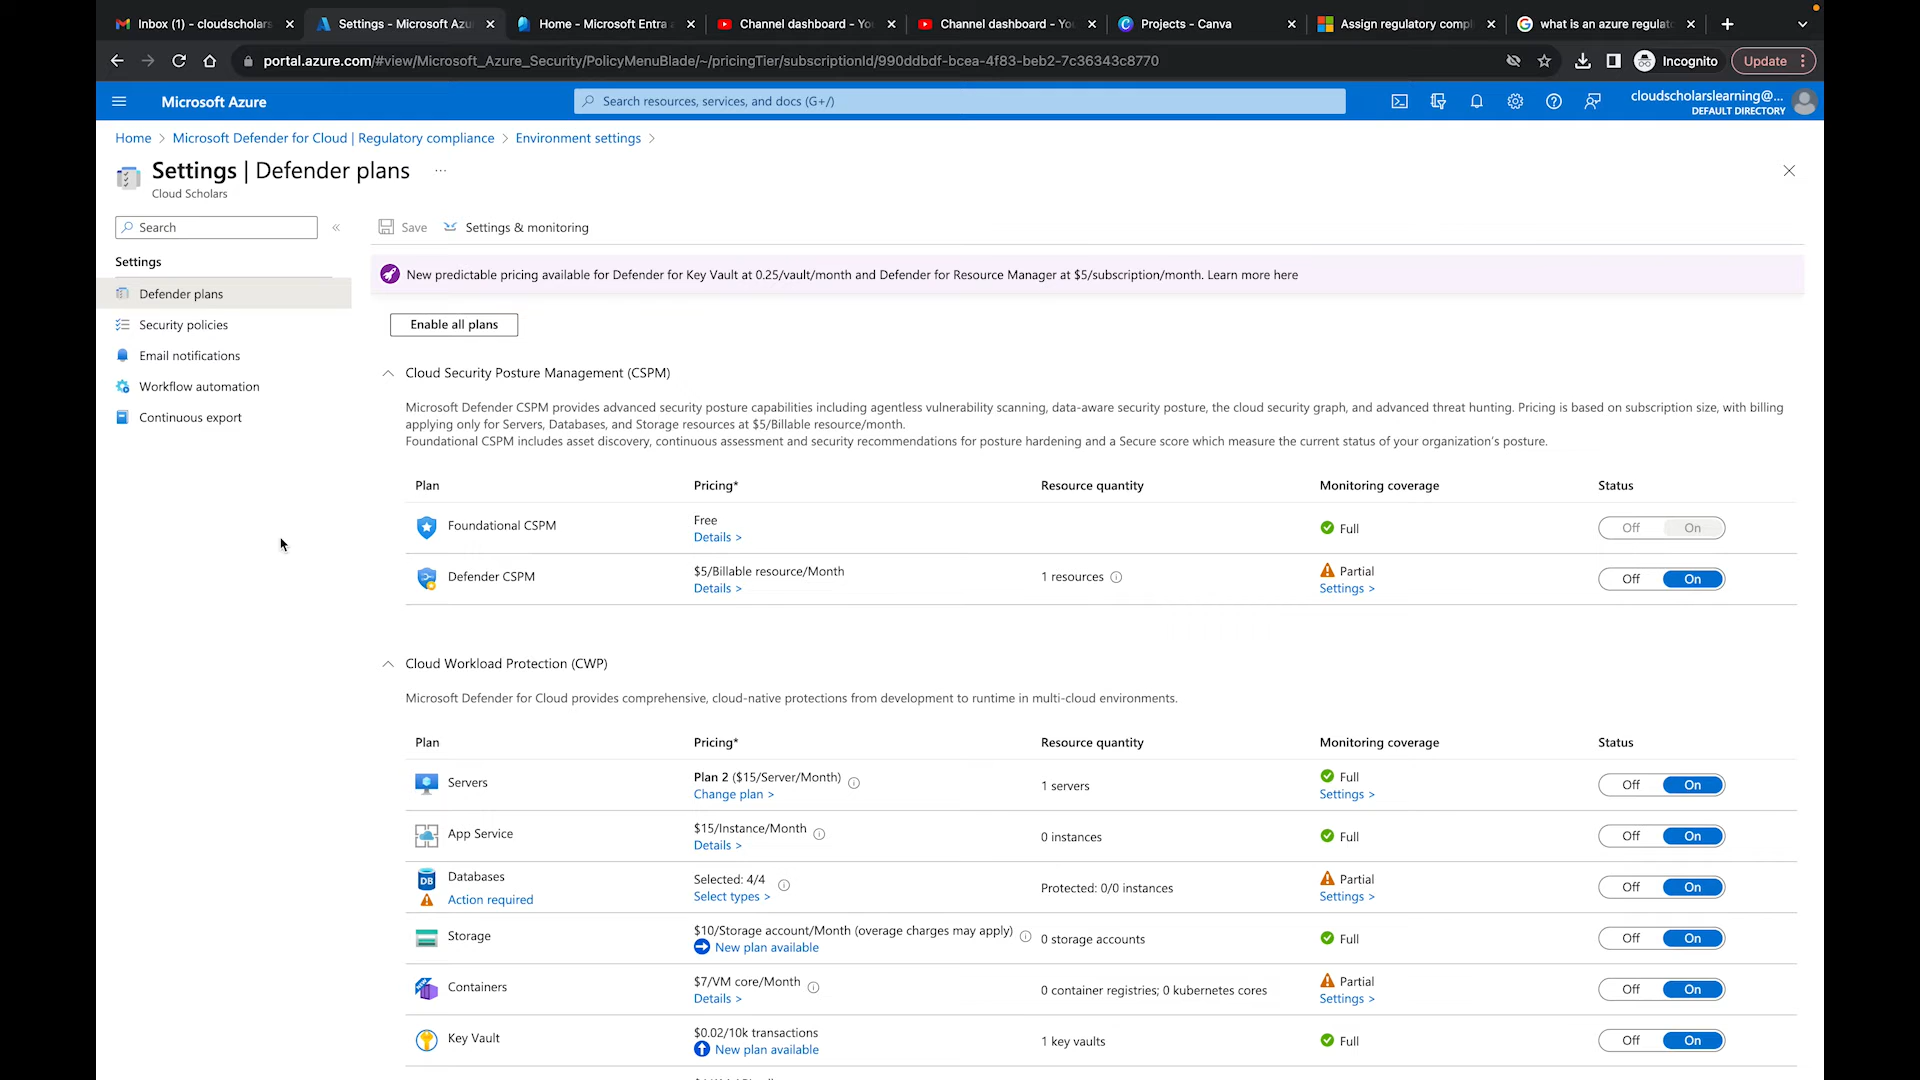 Inbox (1) - cloudscholars
Settings - Microsoft Azu
Home - Microsoft Entra a
Channel dashboard - Yo
Channel dashboard - Yo
Projects - Canva
Assign regulatory compl
what is an azure regulat
portal.azure.com/#view/Microsoft_Azure_Security/PolicyMenuBlade/~/pricingTier/subscriptionId/990ddbdf-bcea-4f83-beb2-7c36343c8770
Incognito
Update
Microsoft Azure
Search resources, services, and docs (G+/)
cloudscholarslearning@...
DEFAULT DIRECTORY
Home > Microsoft Defender for Cloud | Regulatory compliance > Environment settings >
Settings | Defender plans ...
Cloud Scholars
Search
«
Save
Settings & monitoring
Settings
Defender plans
Security policies
Email notifications
Workflow automation
Continuous export
New predictable pricing available for Defender for Key Vault at 0.25/vault/month and Defender for Resource Manager at $5/subscription/month. Learn more here
Enable all plans
Cloud Security Posture Management (CSPM)
Microsoft Defender CSPM provides advanced security posture capabilities including agentless vulnerability scanning, data-aware security posture, the cloud security graph, and advanced threat hunting. Pricing is based on subscription size, with billing
applying only for Servers, Databases, and Storage resources at $5/Billable resource/month.
Foundational CSPM includes asset discovery, continuous assessment and security recommendations for posture hardening and a Secure score which measure the current status of your organization's posture.
Plan Pricing* Resource quantity Monitoring coverage Status
Foundational CSPM Free Full Off On
Details >
Defender CSPM $5/Billable resource/Month 1 resources Partial Off On
Details > Settings >
Cloud Workload Protection (CWP)
Microsoft Defender for Cloud provides comprehensive, cloud-native protections from development to runtime in multi-cloud environments.
Plan Pricing* Resource quantity Monitoring coverage Status
Servers Plan 2 ($15/Server/Month) 1 servers Full Off On
Change plan > Settings >
App Service $15/Instance/Month 0 instances Full Off On
Details >
Databases Selected: 4/4 Protected: 0/0 instances Partial Off On
DB
Action required Select types > Settings >
Storage $10/Storage account/Month (overage charges may apply) 0 storage accounts Full Off On
New plan available
Containers $7/VM core/Month 0 container registries; 0 kubernetes cores Partial Off On
Details > Settings >
Key Vault $0.02/10k transactions 1 key vaults Full Off On
New plan available